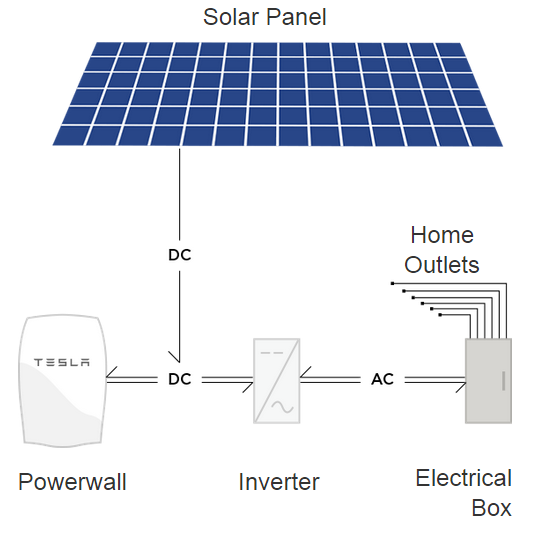 Solar Panel
DC
Home
Outlets
TESLA
DC
AC
Powerwall
Inverter
Electrical
Box